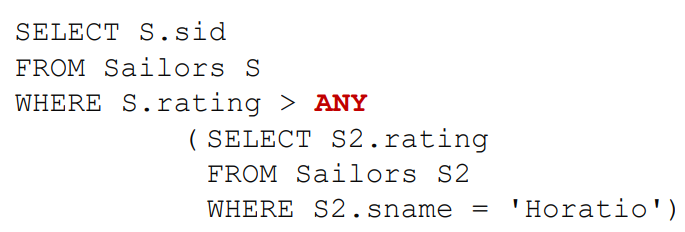 SELECT S.sid
FROM Sailors S
WHERE S.rating > ANY
( SELECT S2.rating
FROM Sailors S2
WHERE S2.sname = 'Horatio')